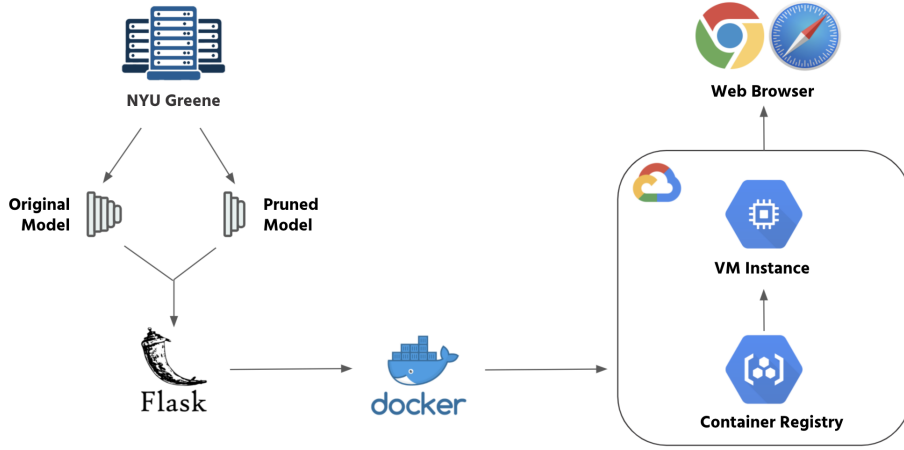 NYU Greene
Web Browser
Original
Model
Pruned
Model
VM Instance
Flask
docker
Container Registry